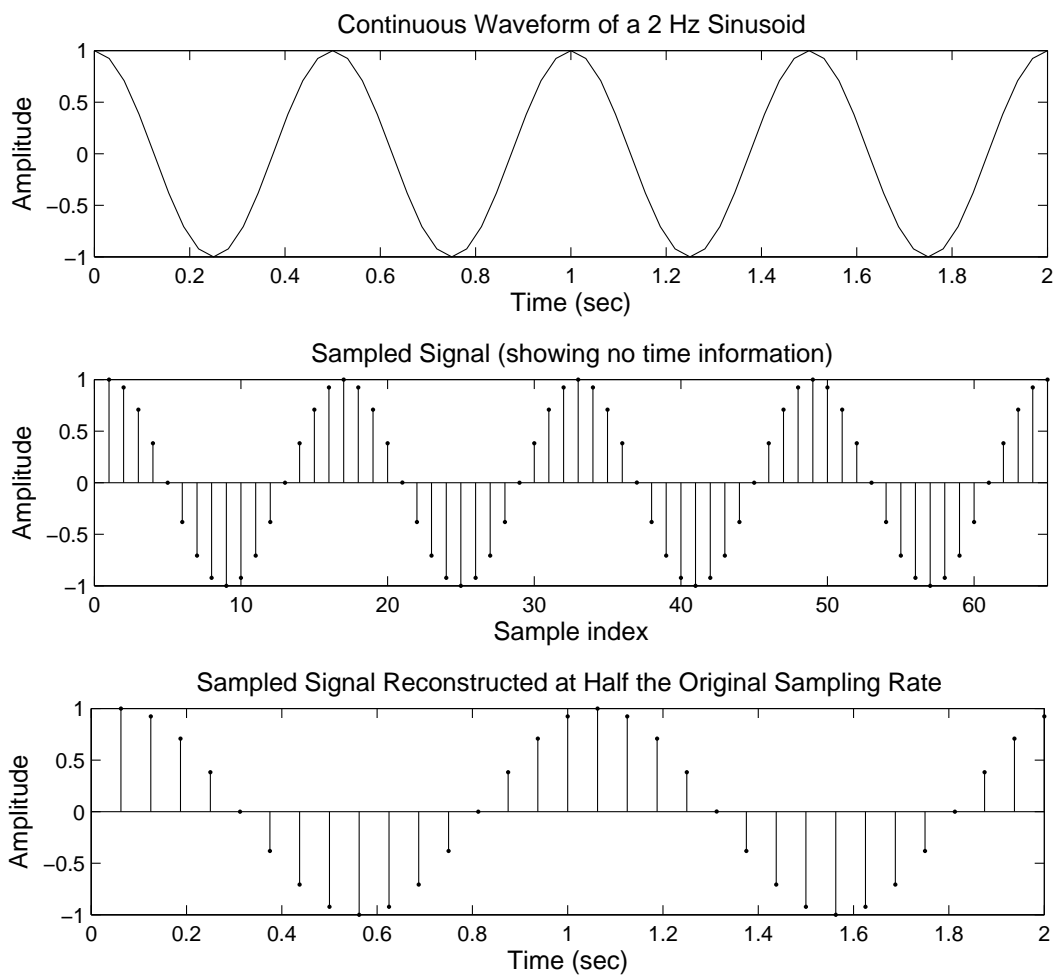 Continuous Waveform of a 2 Hz Sinusoid
1
0.5
0
−0.5
−1
Amplitude
0 0.2 0.4 0.6 0.8 1 1.2 1.4 1.6 1.8 2
Time (sec)
Sampled Signal (showing no time information)
1
0.5
0
−0.5
−1
Amplitude
0 10 20 30 40 50 60
Sample index
Sampled Signal Reconstructed at Half the Original Sampling Rate
1
0.5
0
−0.5
−1
Amplitude
0 0.2 0.4 0.6 0.8 1 1.2 1.4 1.6 1.8 2
Time (sec)